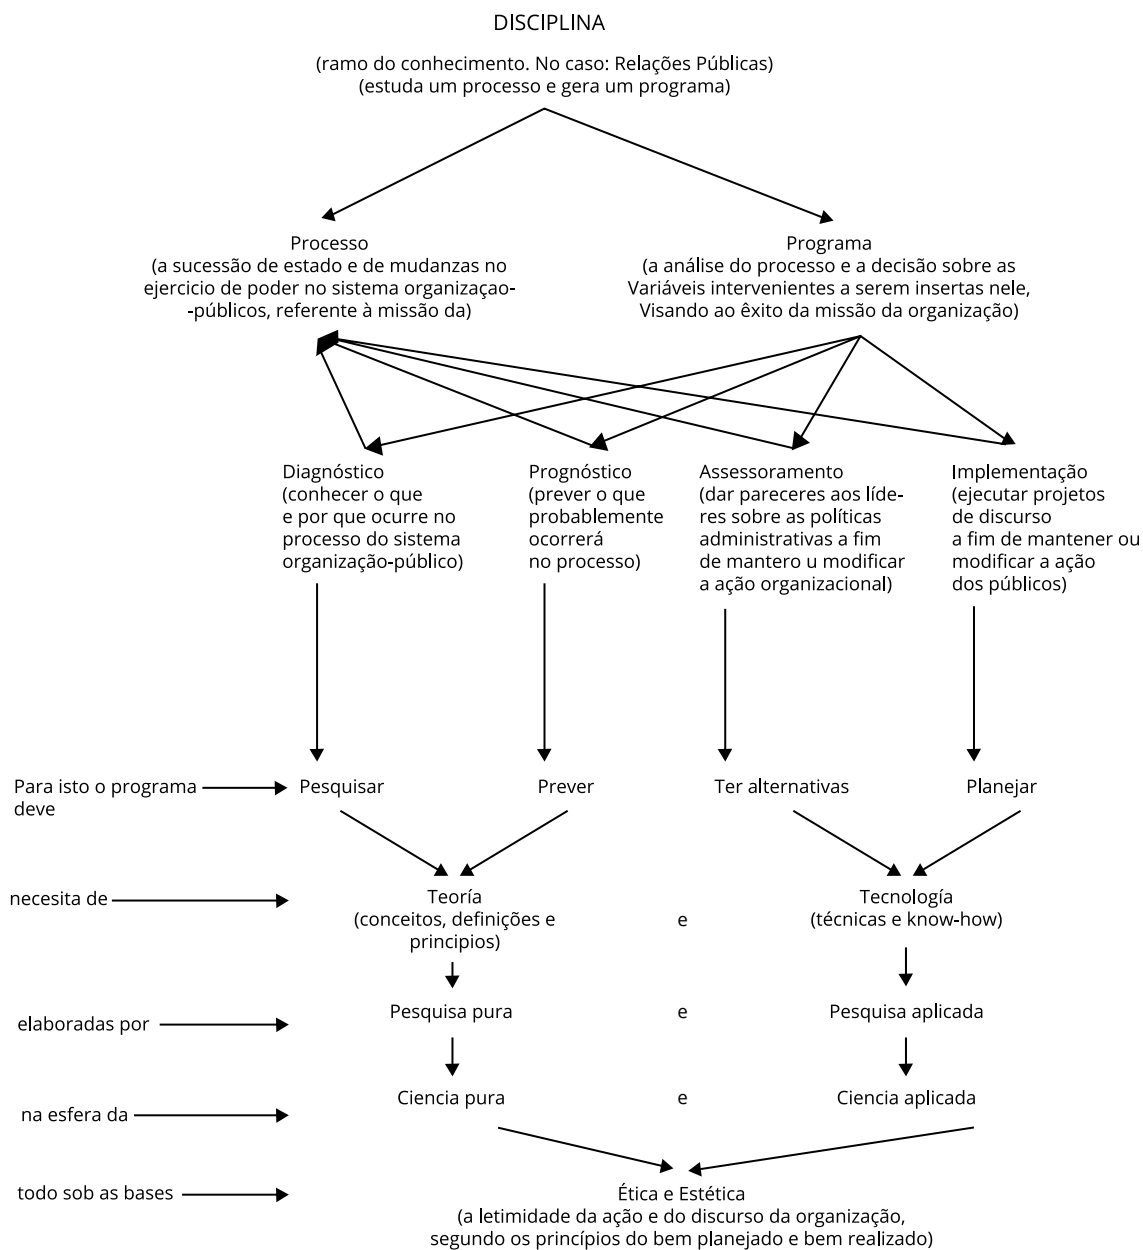 DISCIPLINA
(ramo do conhecimento. No caso: Relações Públicas)
(estuda um processo e gera um programa)
Processo
(a sucessão de estado e de mudanzas no
ejercicio de poder no sistema organizaçao-
-públicos, referente à missão da)
Programa
(a análise do processo e a decisão sobre as
Variáveis intervenientes a serem insertas nele,
Visando ao êxito da missão da organização)
Diagnóstico
(conhecer o que
e por que ocurre no
processo do sistema
organização-público)
Prognóstico
(prever o que
probablemente
ocorrerá
no processo)
Assessoramento
(dar pareceres aos líde-
res sobre as políticas
administrativas a fim
de mantero u modificar
a ação organizacional)
Implementação
(ejecutar projetos
de discurso
a fim de mantener ou
modificar a ação
dos públicos)
Para isto o programa
deve
Pesquisar
Prever
Ter alternativas
Planejar
necesita de
Teoría
(conceitos, definições e
principios)
e
Tecnología
(técnicas e know-how)
elaboradas por
Pesquisa pura
e
Pesquisa aplicada
na esfera da
Ciencia pura
e
Ciencia aplicada
todo sob as bases
Ética e Estética
(a letimidade da ação e do discurso da organização,
segundo os princípios do bem planejado e bem realizado)